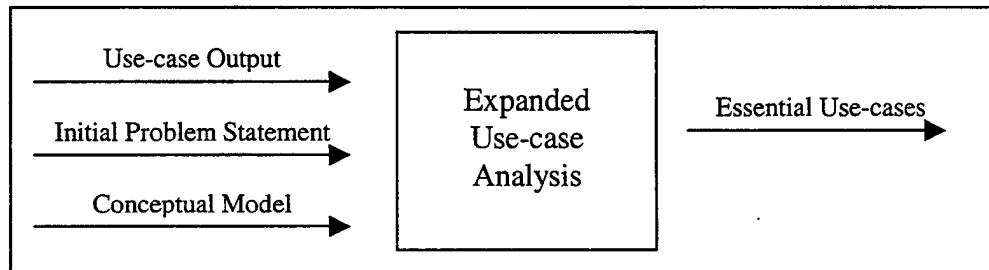 Use-case Output
Initial Problem Statement
Conceptual Model
Expanded
Use-case
Analysis
Essential Use-cases